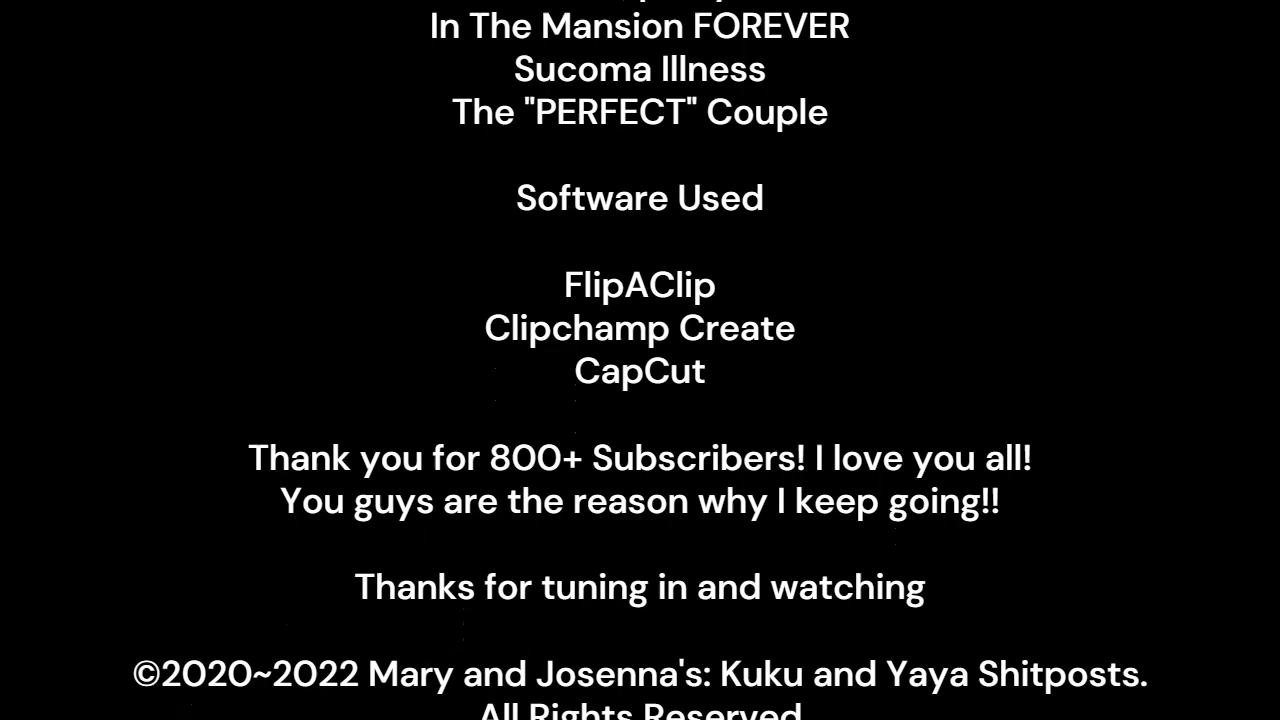 In The Mansion FOREVER
Sucoma Illness
The "PERFECT" Couple
Software Used
FlipAClip
Clipchamp Create
CapCut
Thank you for 800+ Subscribers! I love you all!
You guys are the reason why I keep going!!
Thanks for tuning in and watching
©2020~2022 Mary and Josenna's: Kuku and Yaya Shitposts.
All Rights Reserved